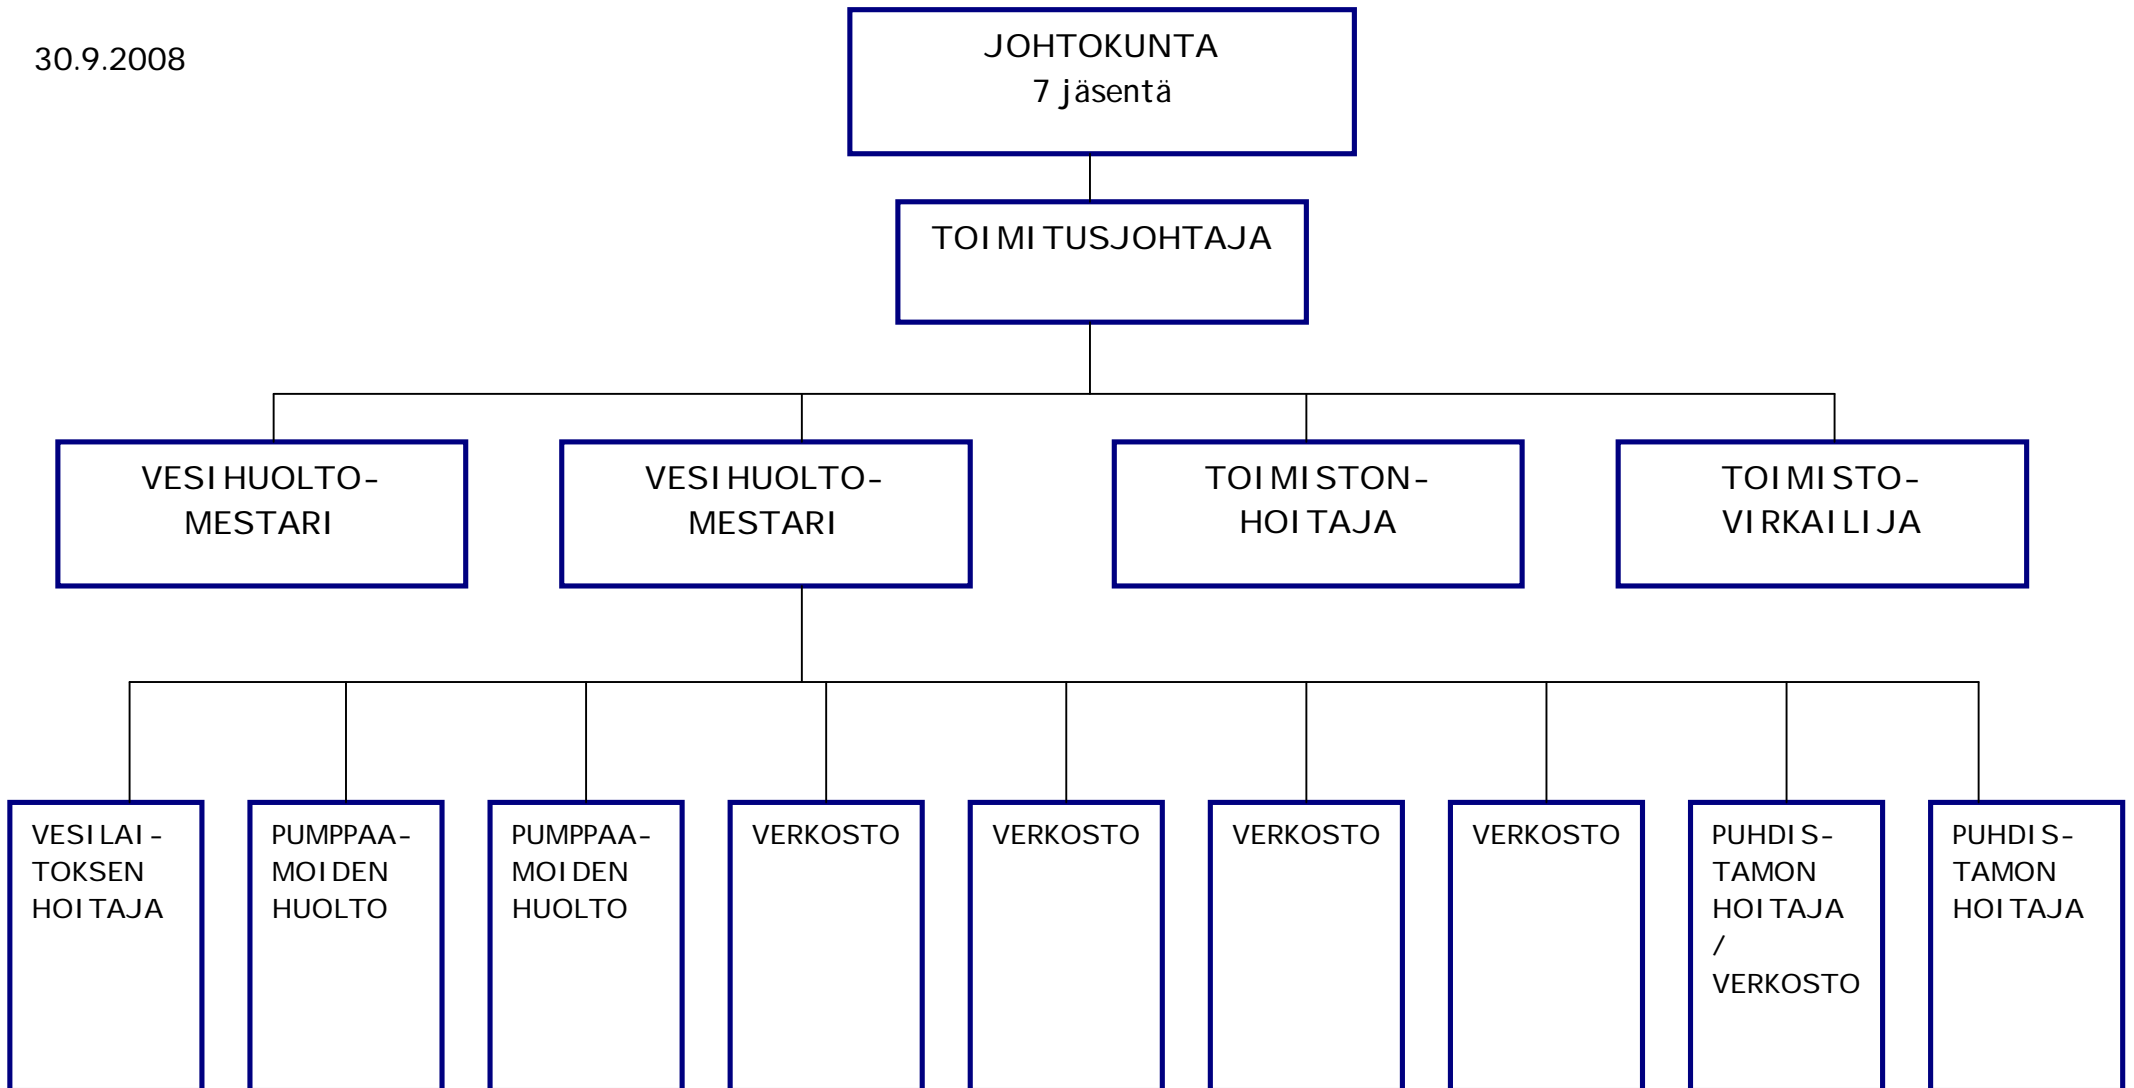 30.9.2008
JOHTOKUNTA
7 jäsentä
TOIMITUSJOHTAJA
VESIHUOLTO-
MESTARI
VESIHUOLTO-
MESTARI
TOIMISTON-
HOITAJA
TOIMISTO-
VIRKAILIJA
VESILAI-
TOKSEN
HOITAJA
PUMPPAA-
MOIDEN
HUOLTO
PUMPPAA-
MOIDEN
HUOLTO
VERKOSTO
VERKOSTO
VERKOSTO
VERKOSTO
PUHDIS-
TAMON
HOITAJA
/
VERKOSTO
PUHDIS-
TAMON
HOITAJA